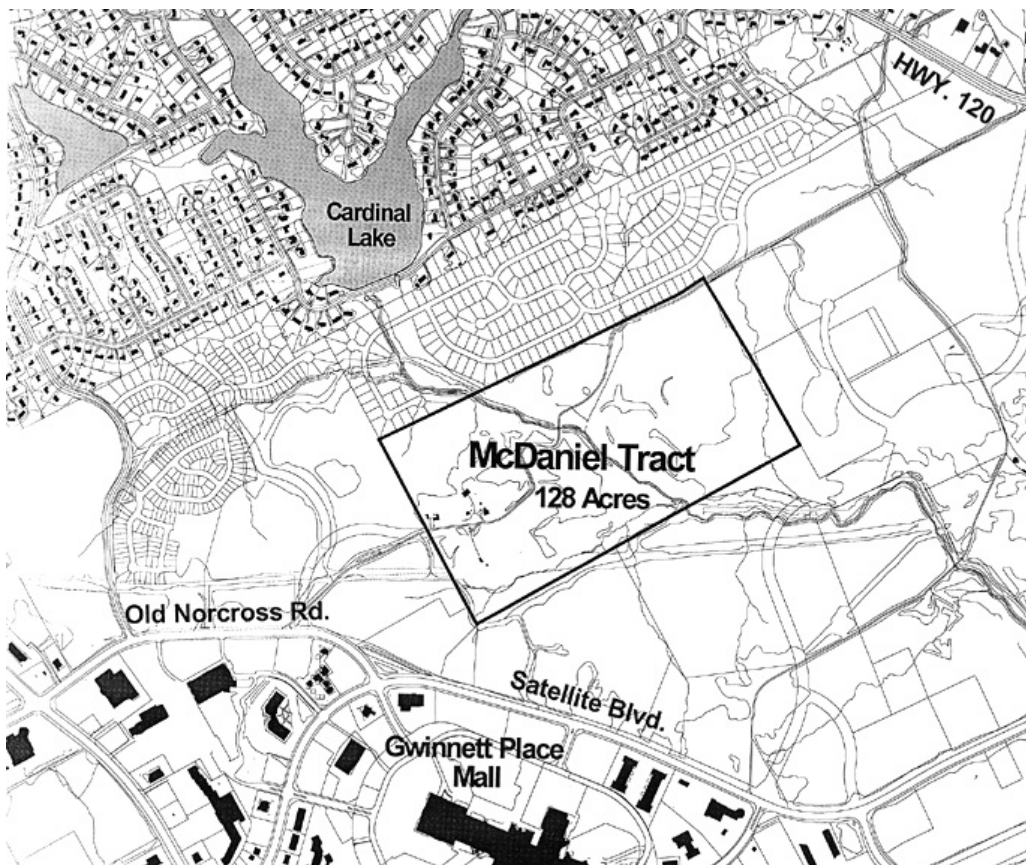 HWY. 120
Cardinal
Lake
McDaniel Tract
128 Acres
Old Norcross Rd.
Satellite Blvd.
Gwinnett Place
Mall